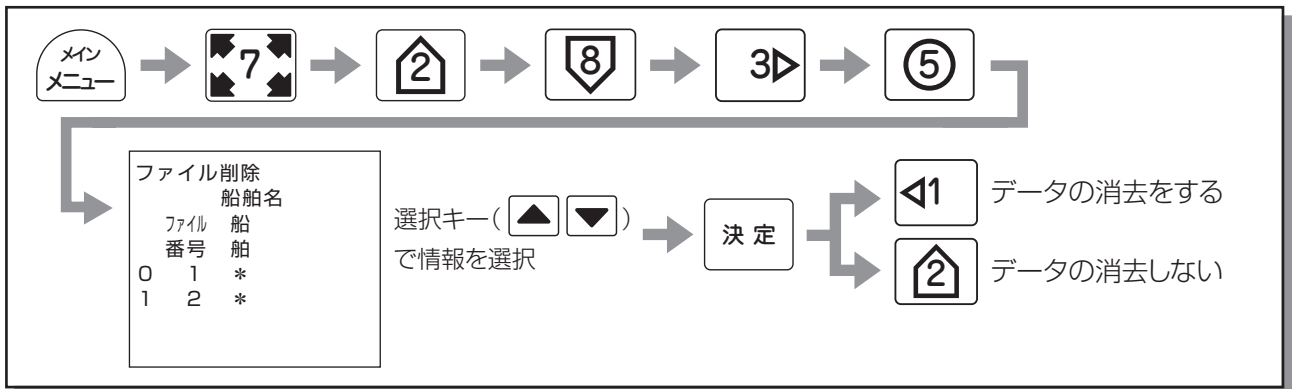 メイン
メニュー
7
2
8
3
5
ファイル削除
船舶名
ファイル 船
番号 舶
0 1 *
1 2 *
選択キー( ▲ ▼ )
で情報を選択
決定
1 データの消去をする
2 データの消去しない